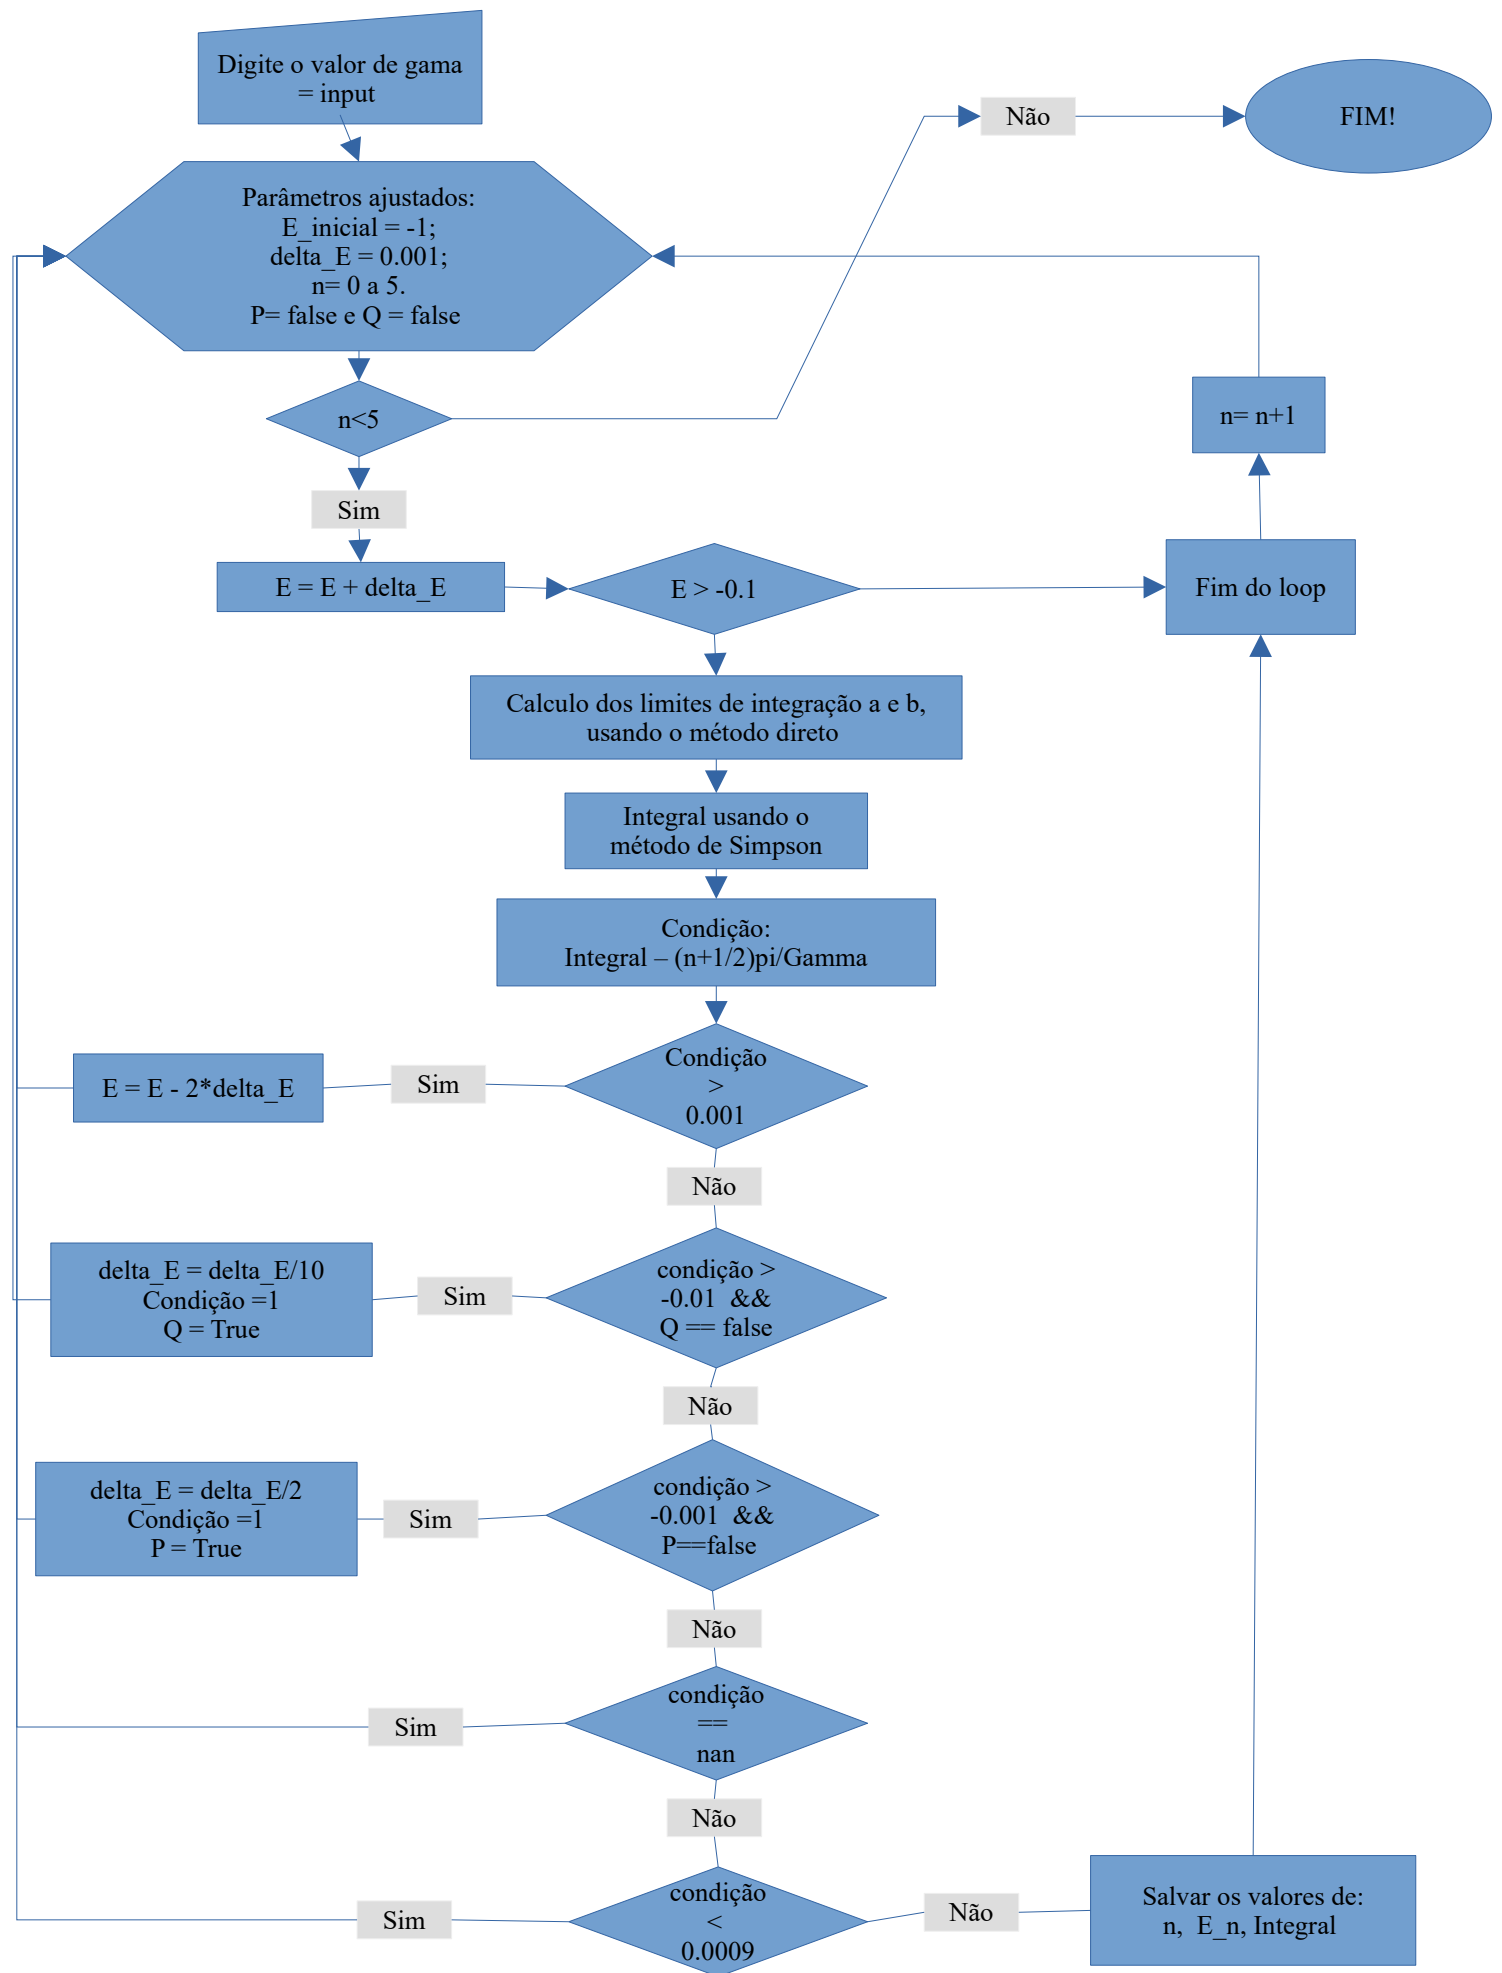 Digite o valor de gama
= input
Não
FIM!
Parâmetros ajustados:
E_inicial = -1;
delta_E = 0.001;
n= 0 a 5.
P= false e Q = false
n<5
n= n+1
Sim
E = E + delta_E
E > -0.1
Fim do loop
Calculo dos limites de integração a e b,
usando o método direto
Integral usando o
método de Simpson
Condição:
Integral – (n+1/2)pi/Gamma
Condição
>
0.001
Sim
E = E - 2*delta_E
Não
condição >
-0.01 &&
Q == false
Sim
delta_E = delta_E/10
Condição =1
Q = True
Não
condição >
-0.001 &&
P==false
Sim
delta_E = delta_E/2
Condição =1
P = True
Não
condição
==
nan
Sim
Não
condição
<
0.0009
Sim
Não
Salvar os valores de:
n, E_n, Integral